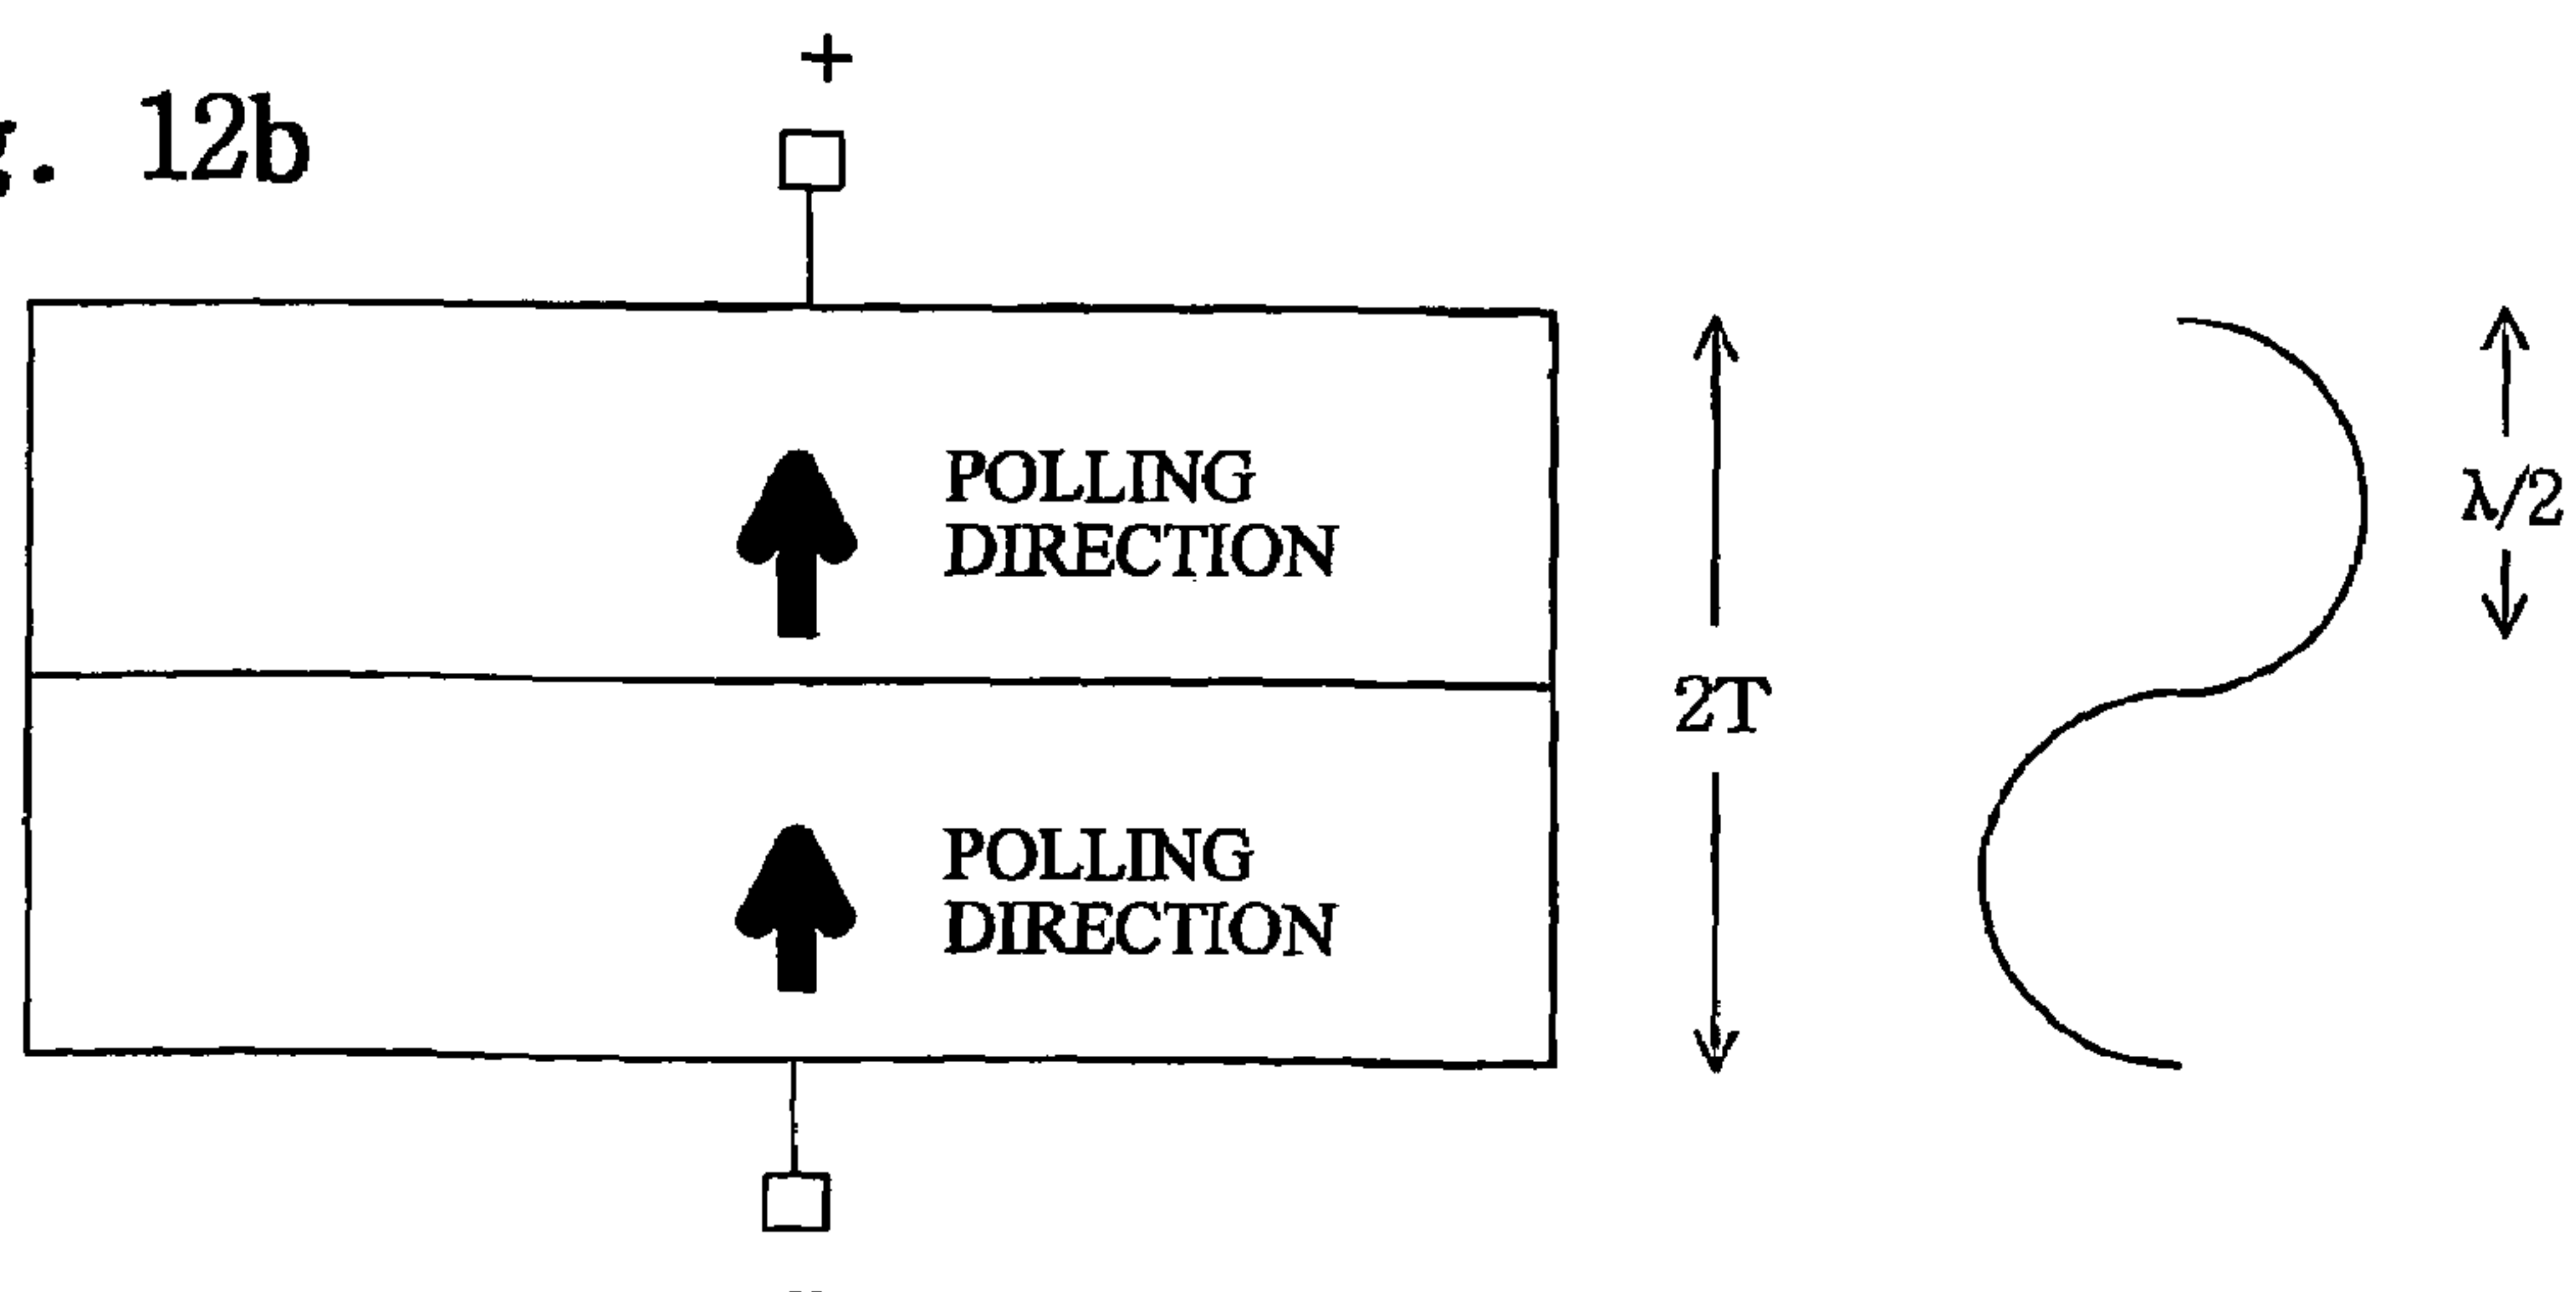 +
g. 12b
POLLING
DIRECTION
λ/2
2T
POLLING
DIRECTION